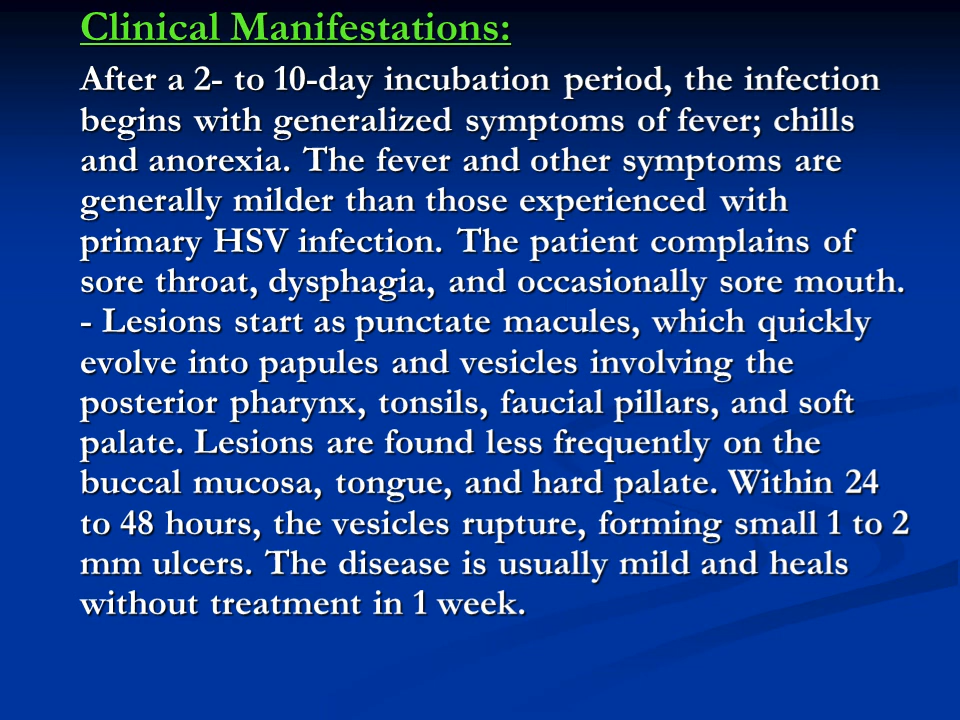 Clinical Manifestations:
After a 2- to 10-day incubation period, the infection
begins with generalized symptoms of fever; chills
and anorexia. The fever and other symptoms are
generally milder than those experienced with
primary HSV infection. The patient complains of
sore throat, dysphagia, and occasionally sore mouth.
- Lesions start as punctate macules, which quickly
evolve into papules and vesicles involving the
posterior pharynx, tonsils, faucial pillars, and soft
palate. Lesions are found less frequently on the
buccal mucosa, tongue, and hard palate. Within 24
to 48 hours, the vesicles rupture, forming small 1 to 2
mm ulcers. The disease is usually mild and heals
without treatment in 1 week.